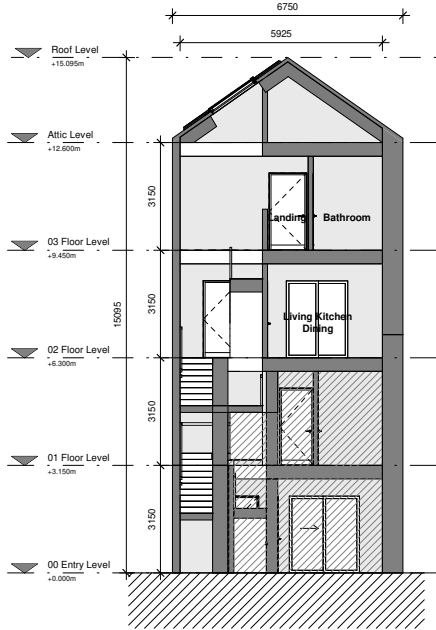 6750
5925
Roof Level
+15.095m
Attic Level
+12.600m
3150
Landing
Bathroom
03 Floor Level
+9.450m
15095
3150
Living Kitchen
Dining
02 Floor Level
+6.300m
3150
01 Floor Level
+3.150m
3150
00 Entry Level
+0.000m